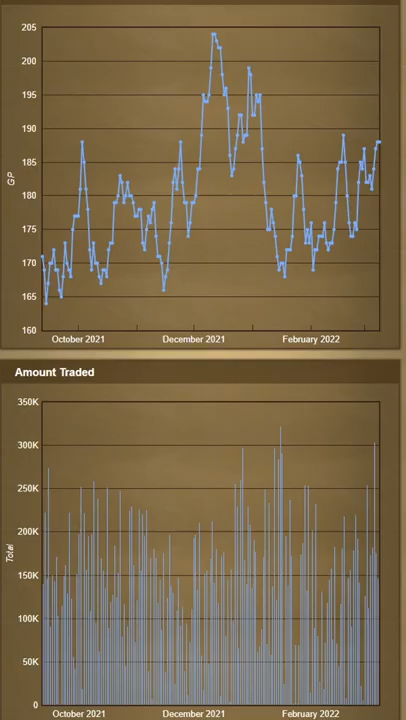 205
200
195
190
185
180
175
170
165
160
GP
October 2021 December 2021 February 2022
Amount Traded
350K
300K
250K
200K
150K
100K
50K
0
Total
October 2021 December 2021 February 2022